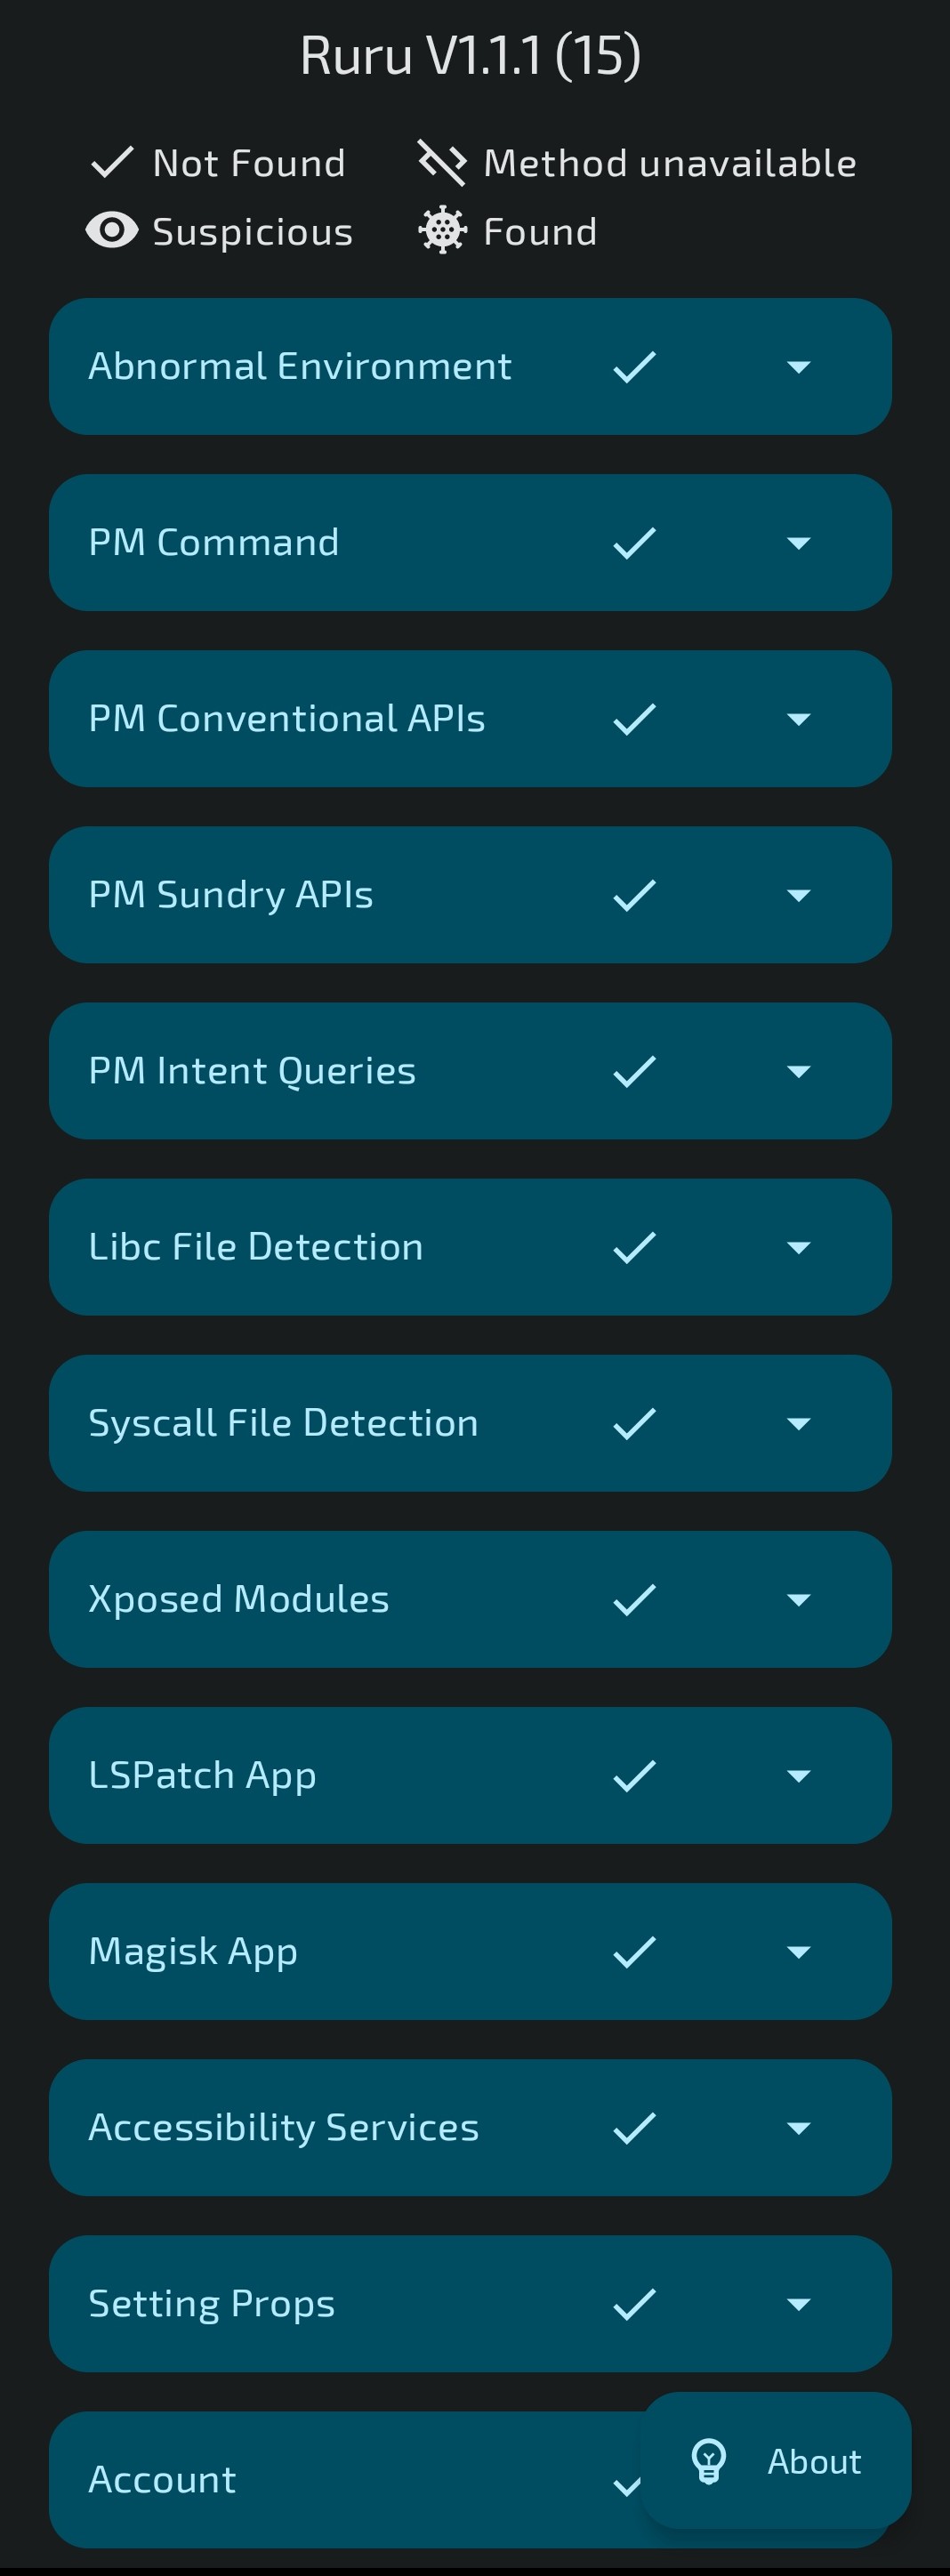 Ruru V1.1.1 (15)
Not Found
Method unavailable
Suspicious
Found
Abnormal Environment
PM Command
PM Conventional APIs
PM Sundry APIs
PM Intent Queries
Libc File Detection
Syscall File Detection
Xposed Modules
LSPatch App
Magisk App
Accessibility Services
Setting Props
Account
About